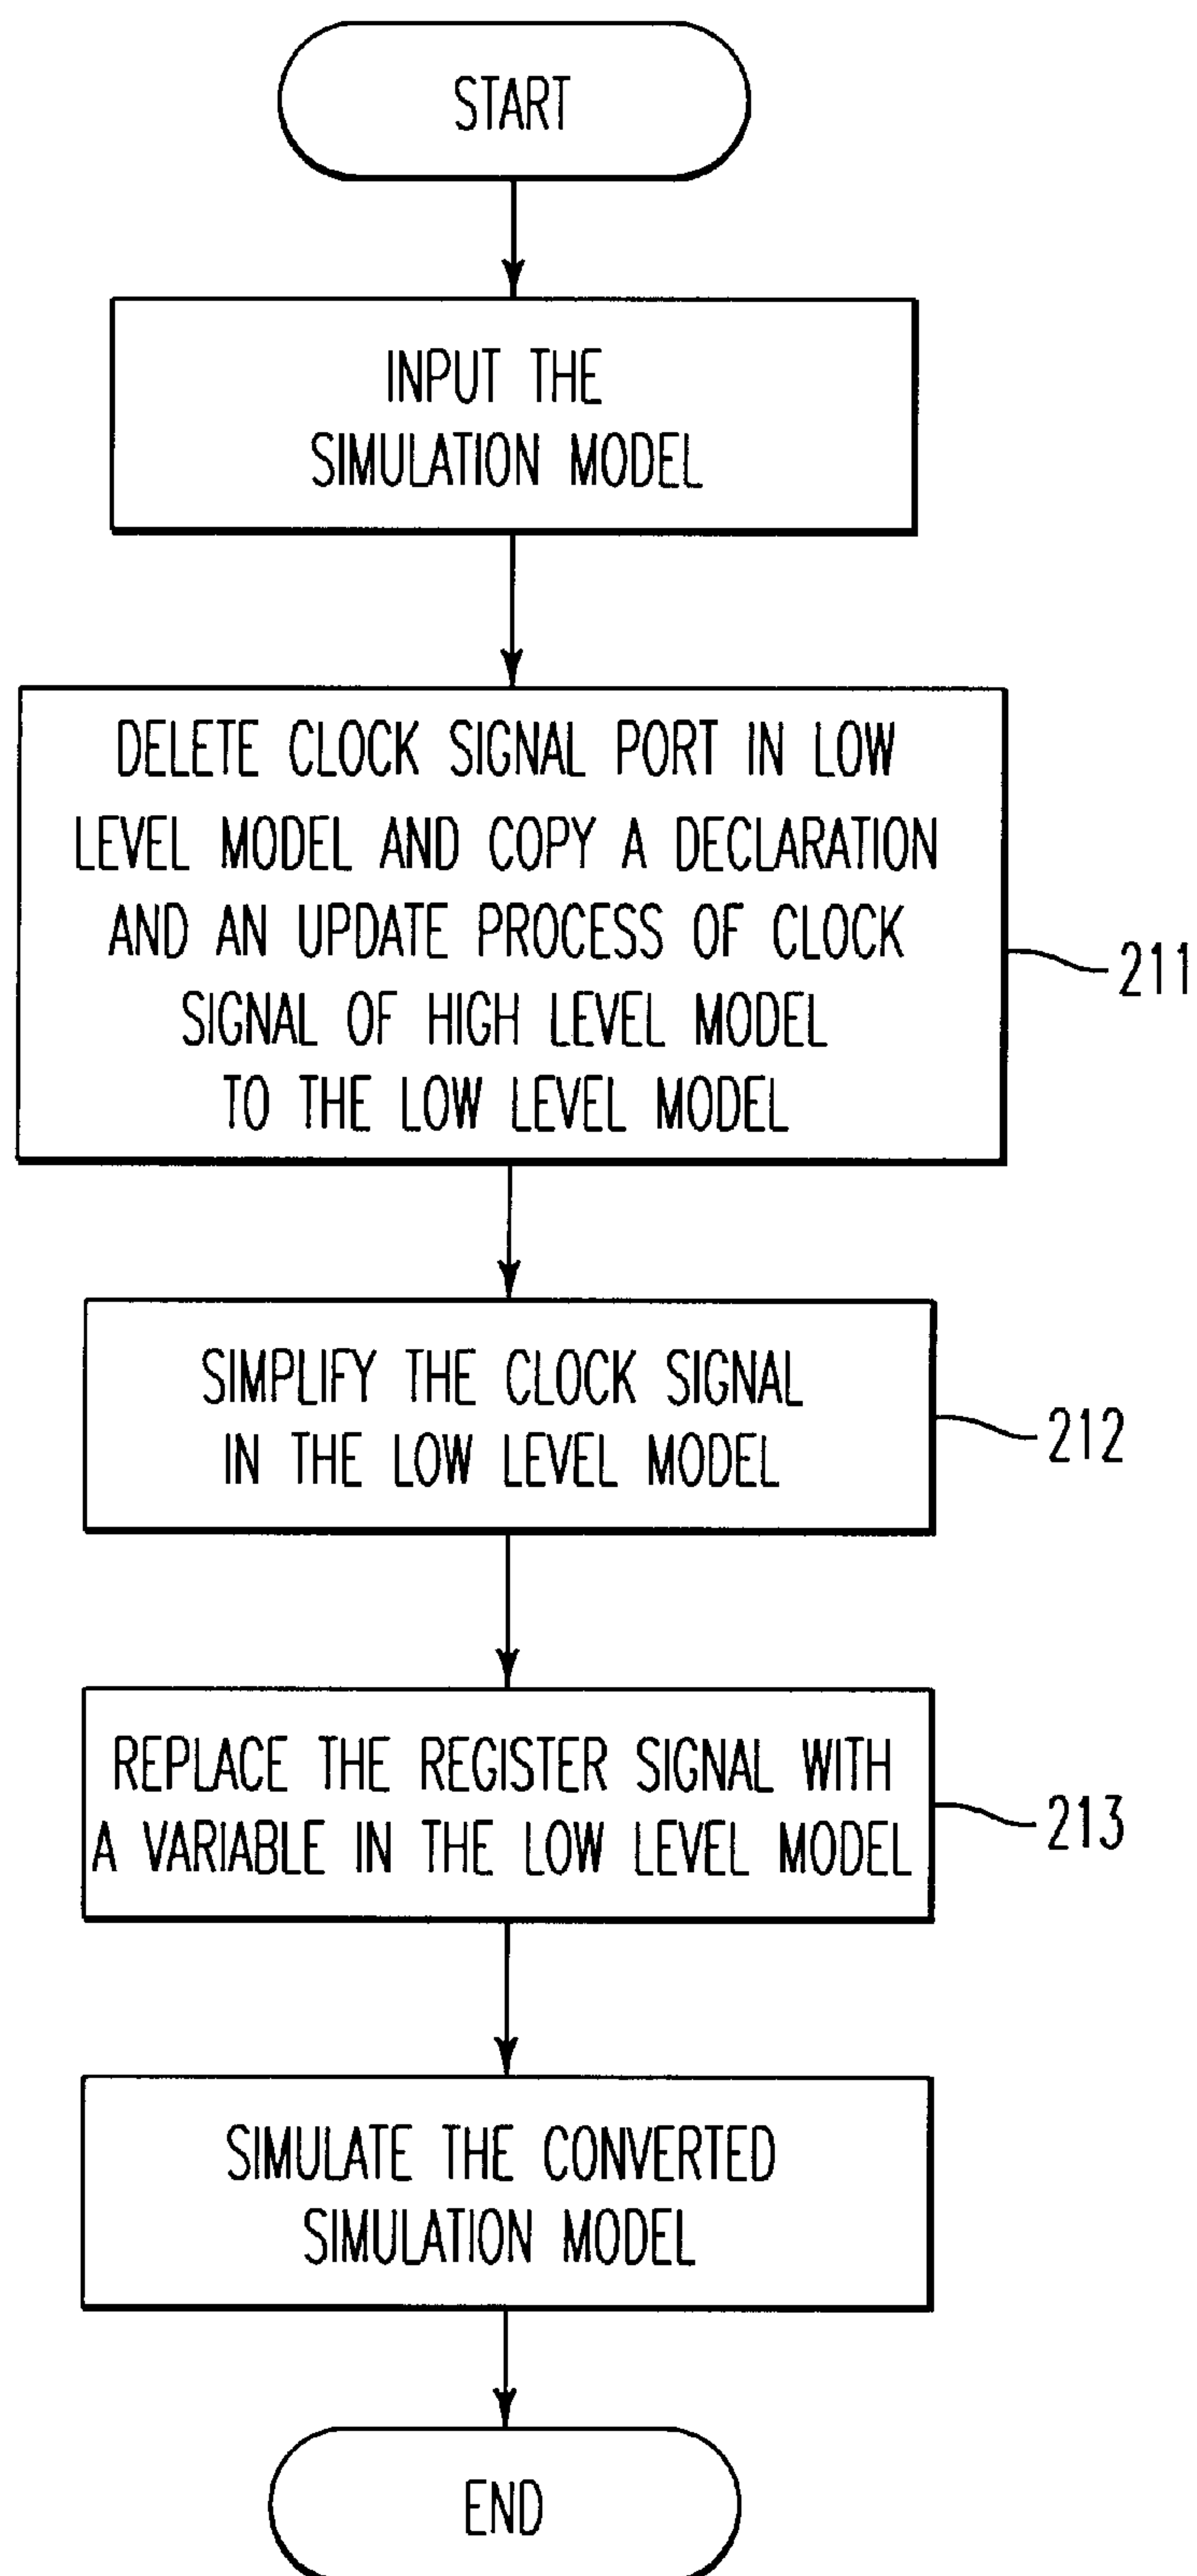 START
INPUT THE
SIMULATION MODEL
DELETE CLOCK SIGNAL PORT IN LOW
LEVEL MODEL AND COPY A DECLARATION
AND AN UPDATE PROCESS OF CLOCK
SIGNAL OF HIGH LEVEL MODEL
TO THE LOW LEVEL MODEL
211
SIMPLIFY THE CLOCK SIGNAL
IN THE LOW LEVEL MODEL
212
REPLACE THE REGISTER SIGNAL WITH
A VARIABLE IN THE LOW LEVEL MODEL
213
SIMULATE THE CONVERTED
SIMULATION MODEL
END